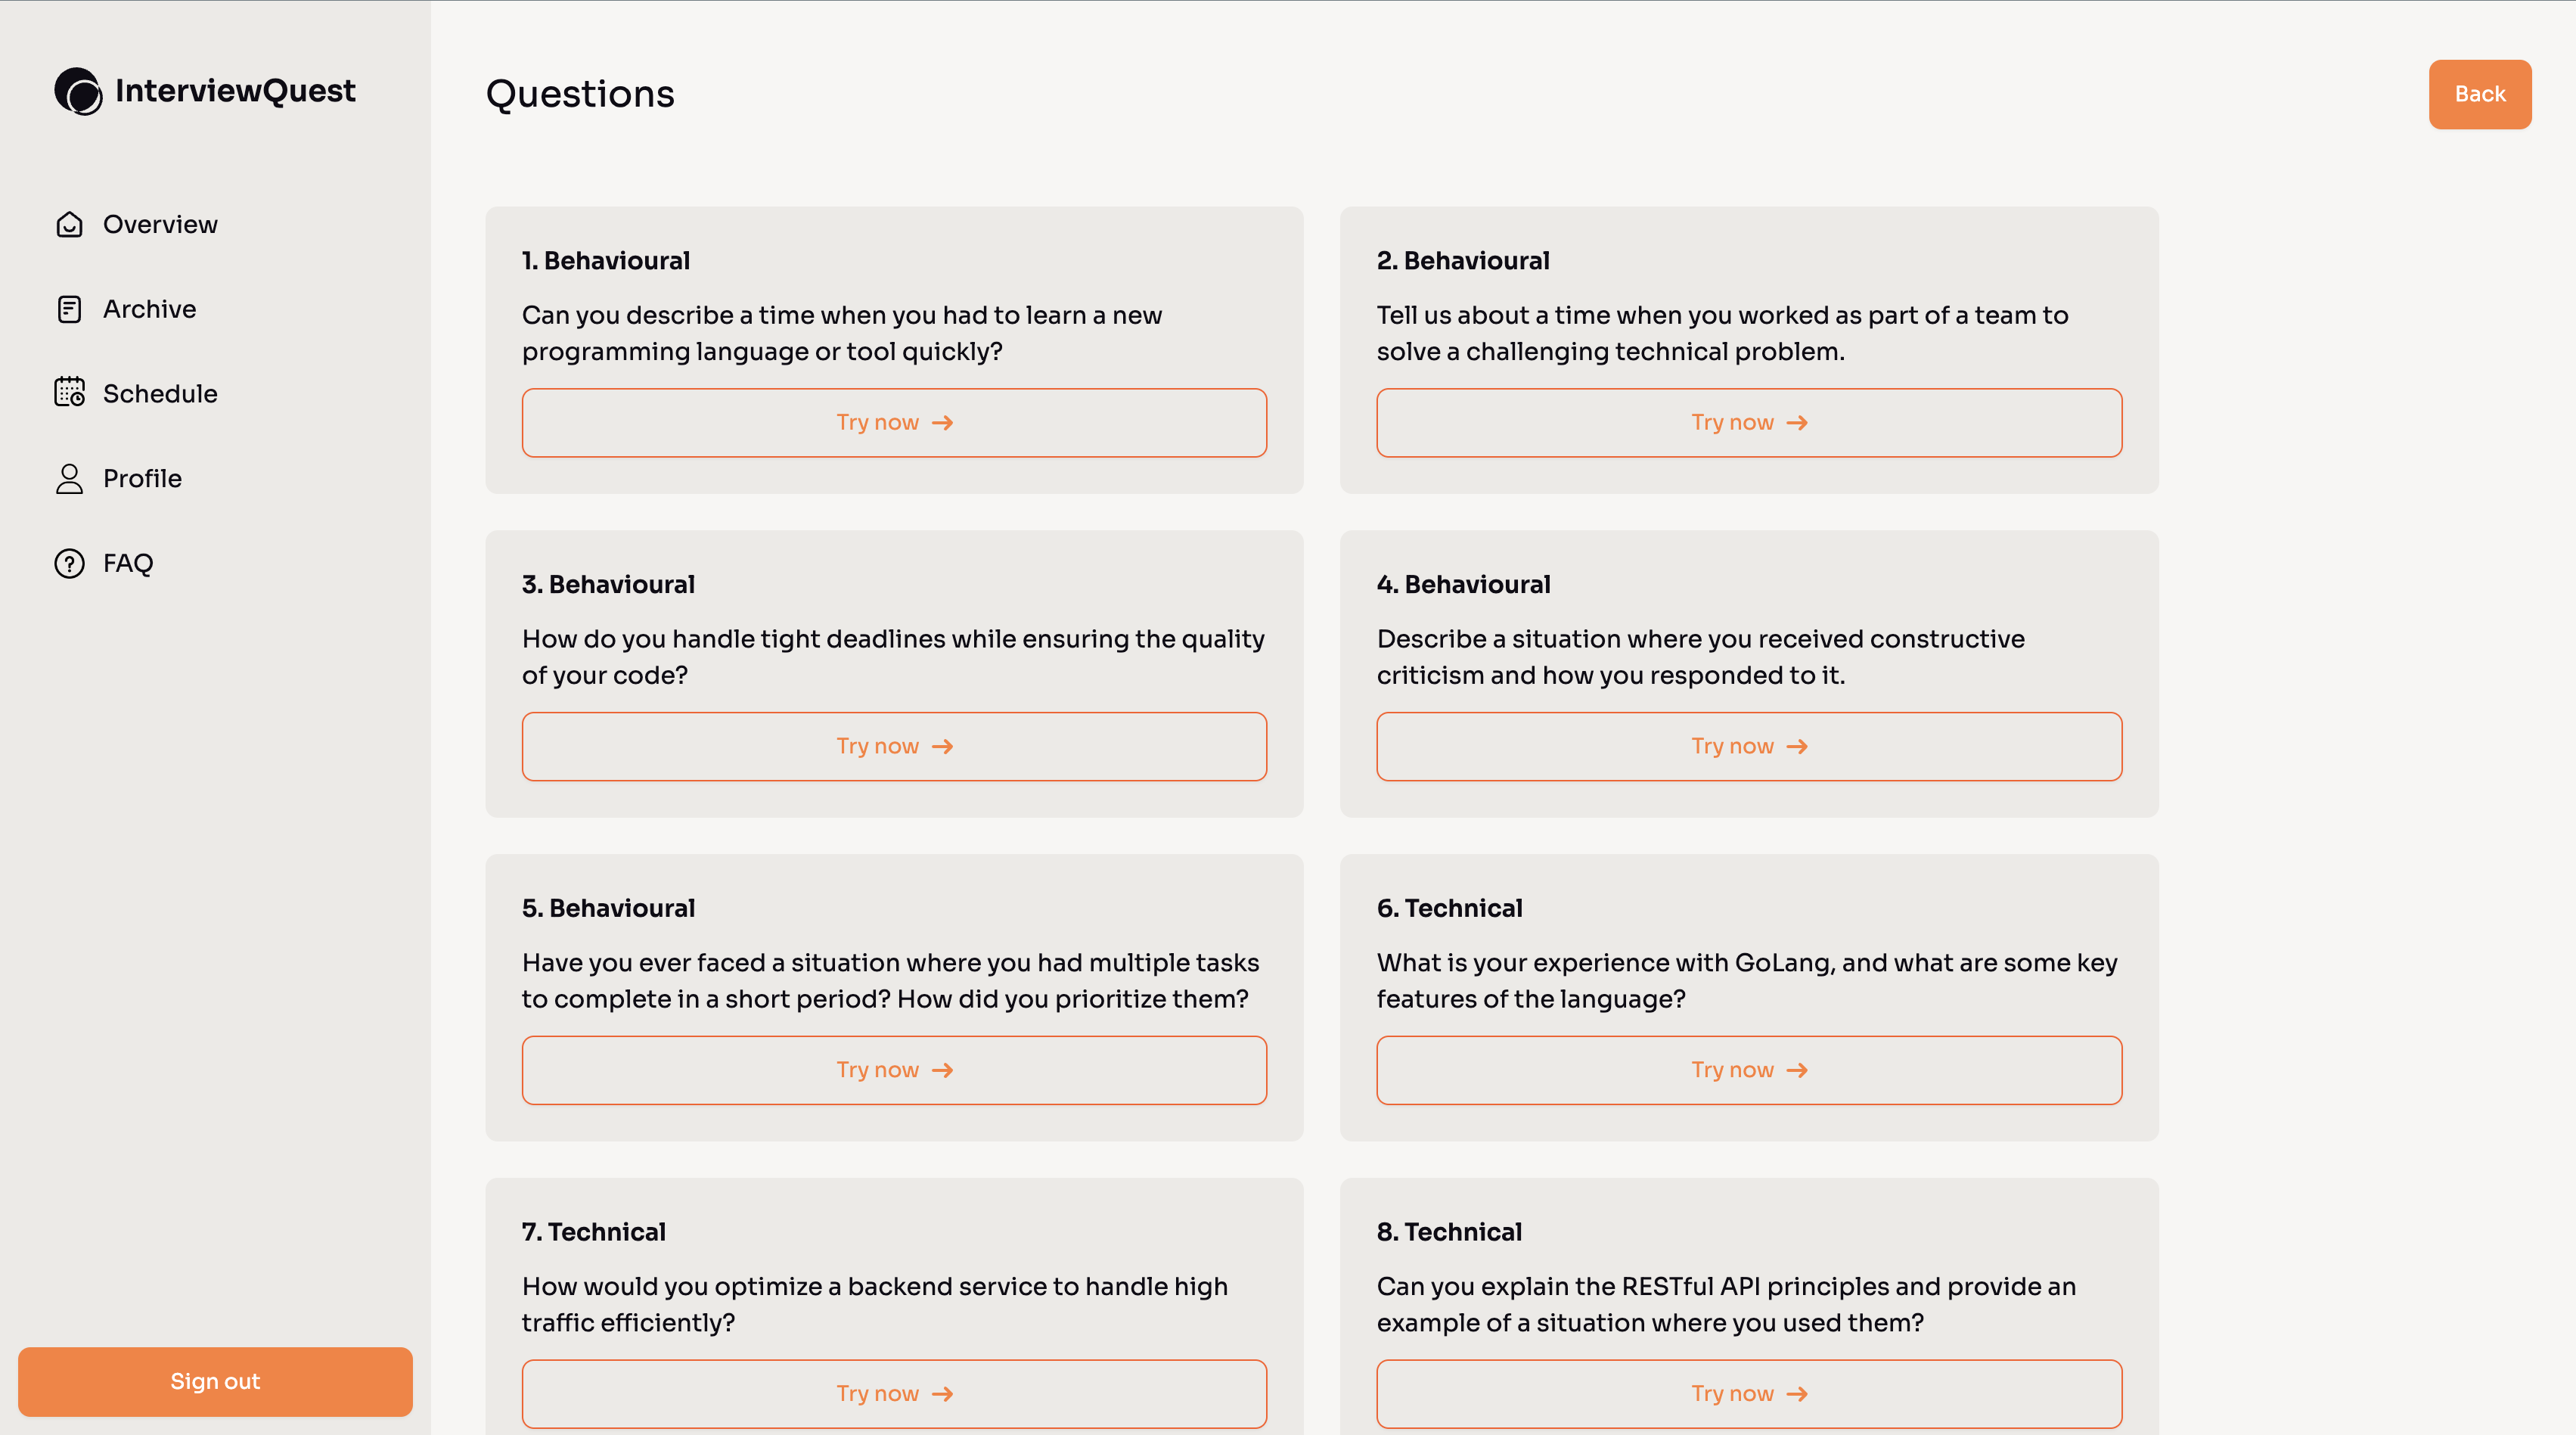 InterviewQuest
Overview
Archive
Schedule
Profile
FAQ
Sign out
Questions
Back
1. Behavioural
Can you describe a time when you had to learn a new
programming language or tool quickly?
Try now
2. Behavioural
Tell us about a time when you worked as part of a team to
solve a challenging technical problem.
Try now
3. Behavioural
How do you handle tight deadlines while ensuring the quality
of your code?
Try now
4. Behavioural
Describe a situation where you received constructive
criticism and how you responded to it.
Try now
5. Behavioural
Have you ever faced a situation where you had multiple tasks
to complete in a short period? How did you prioritize them?
Try now
6. Technical
What is your experience with GoLang, and what are some key
features of the language?
Try now
7. Technical
How would you optimize a backend service to handle high
traffic efficiently?
Try now
8. Technical
Can you explain the RESTful API principles and provide an
example of a situation where you used them?
Try now